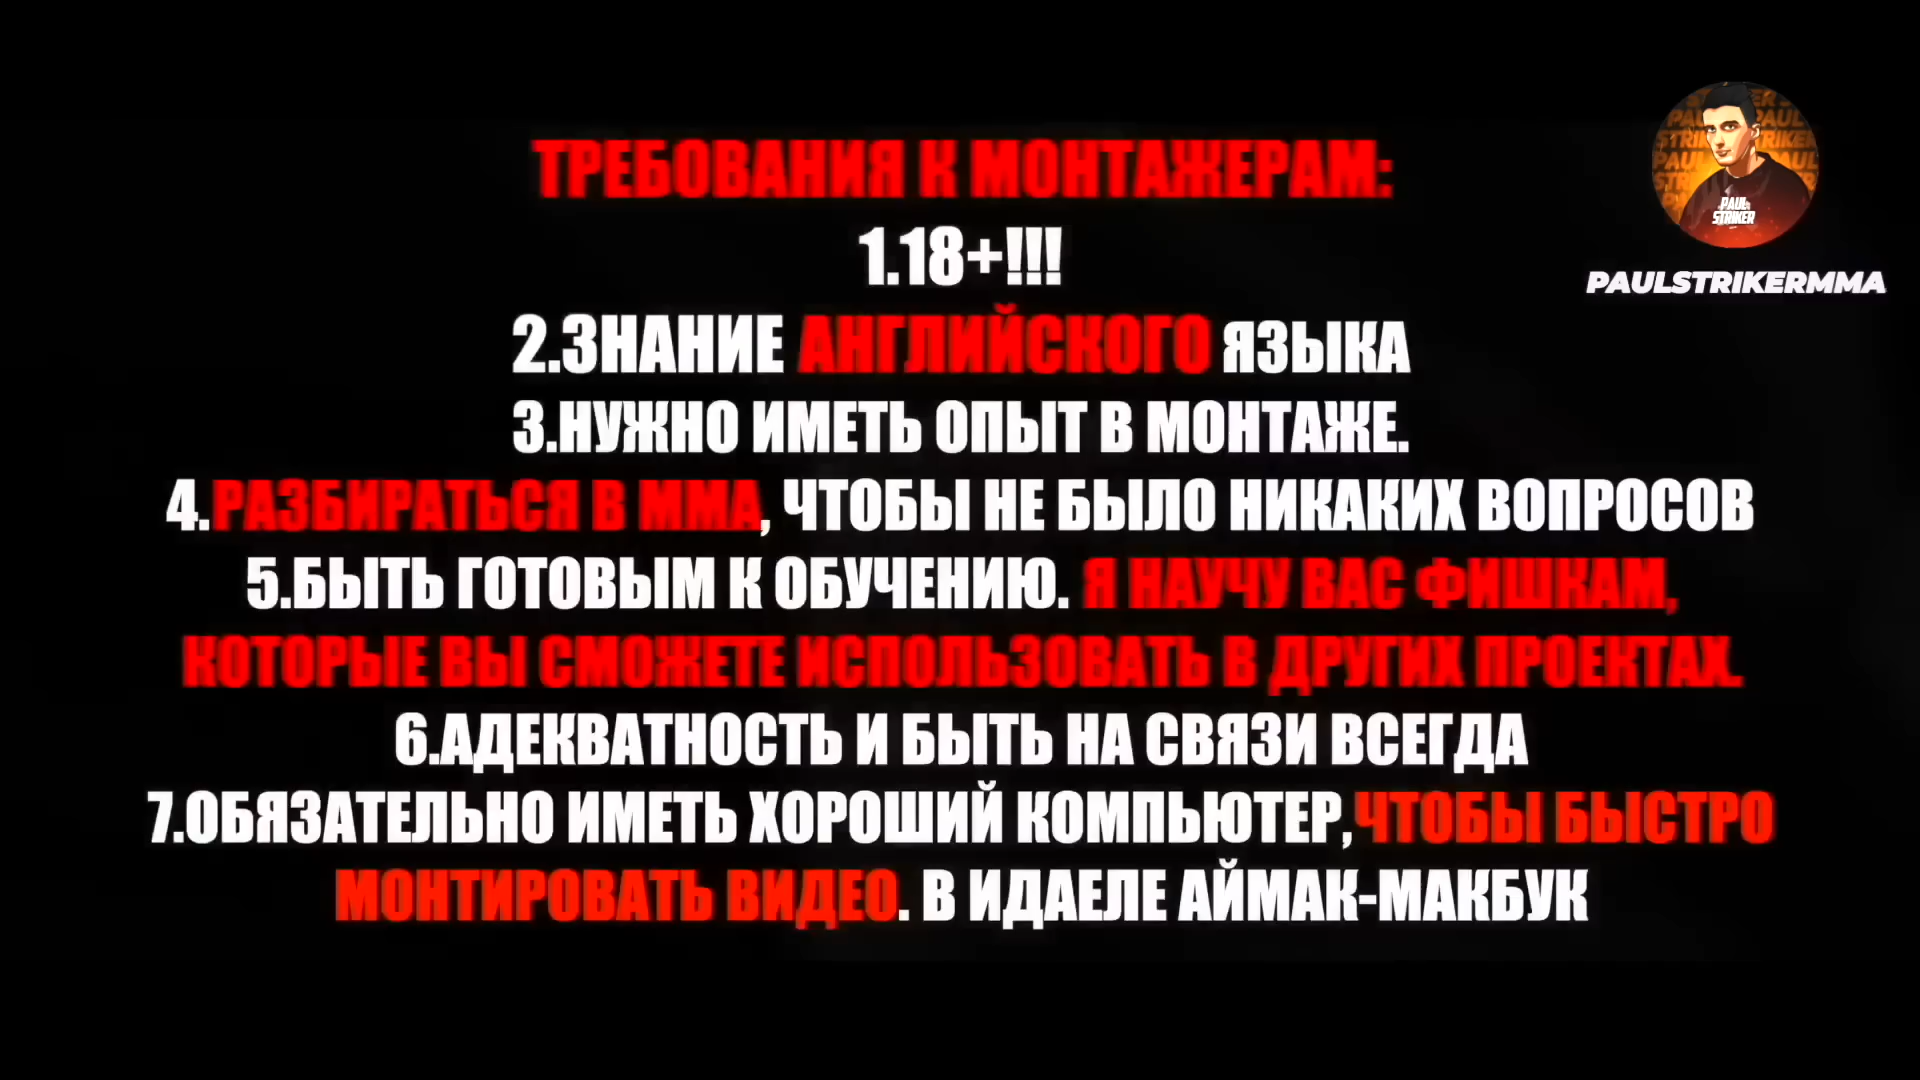 ТРЕБОВАНИЯ К МОНТАЖЕРАМ:
1.18+!!!
2.ЗНАНИЕ АНГЛИЙСКОГО ЯЗЫКА
3.НУЖНО ИМЕТЬ ОПЫТ В МОНТАЖЕ.
4.РАЗБИРАТЬСЯ В ММА, ЧТОБЫ НЕ БЫЛО НИКАКИХ ВОПРОСОВ
5.БЫТЬ ГОТОВЫМ К ОБУЧЕНИЮ. Я НАУЧУ ВАС ФИШКАМ,
КОТОРЫЕ ВЫ СМОЖЕТЕ ИСПОЛЬЗОВАТЬ В ДРУГИХ ПРОЕКТАХ.
6.АДЕКВАТНОСТЬ И БЫТЬ НА СВЯЗИ ВСЕГДА
7.ОБЯЗАТЕЛЬНО ИМЕТЬ ХОРОШИЙ КОМПЬЮТЕР,ЧТОБЫ БЫСТРО
МОНТИРОВАТЬ ВИДЕО. В ИДАЕЛЕ АЙМАК-МАКБУК
PAUL
STRIKER
PAULSTRIKERMMA